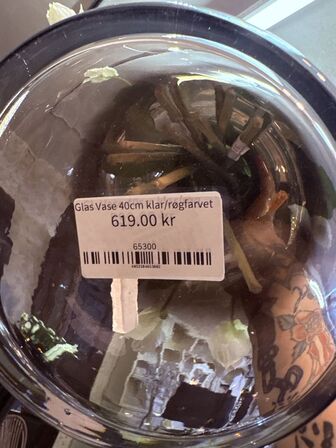 Glas Vase 40cm klar/røgfarvet
619.00 kr
65300